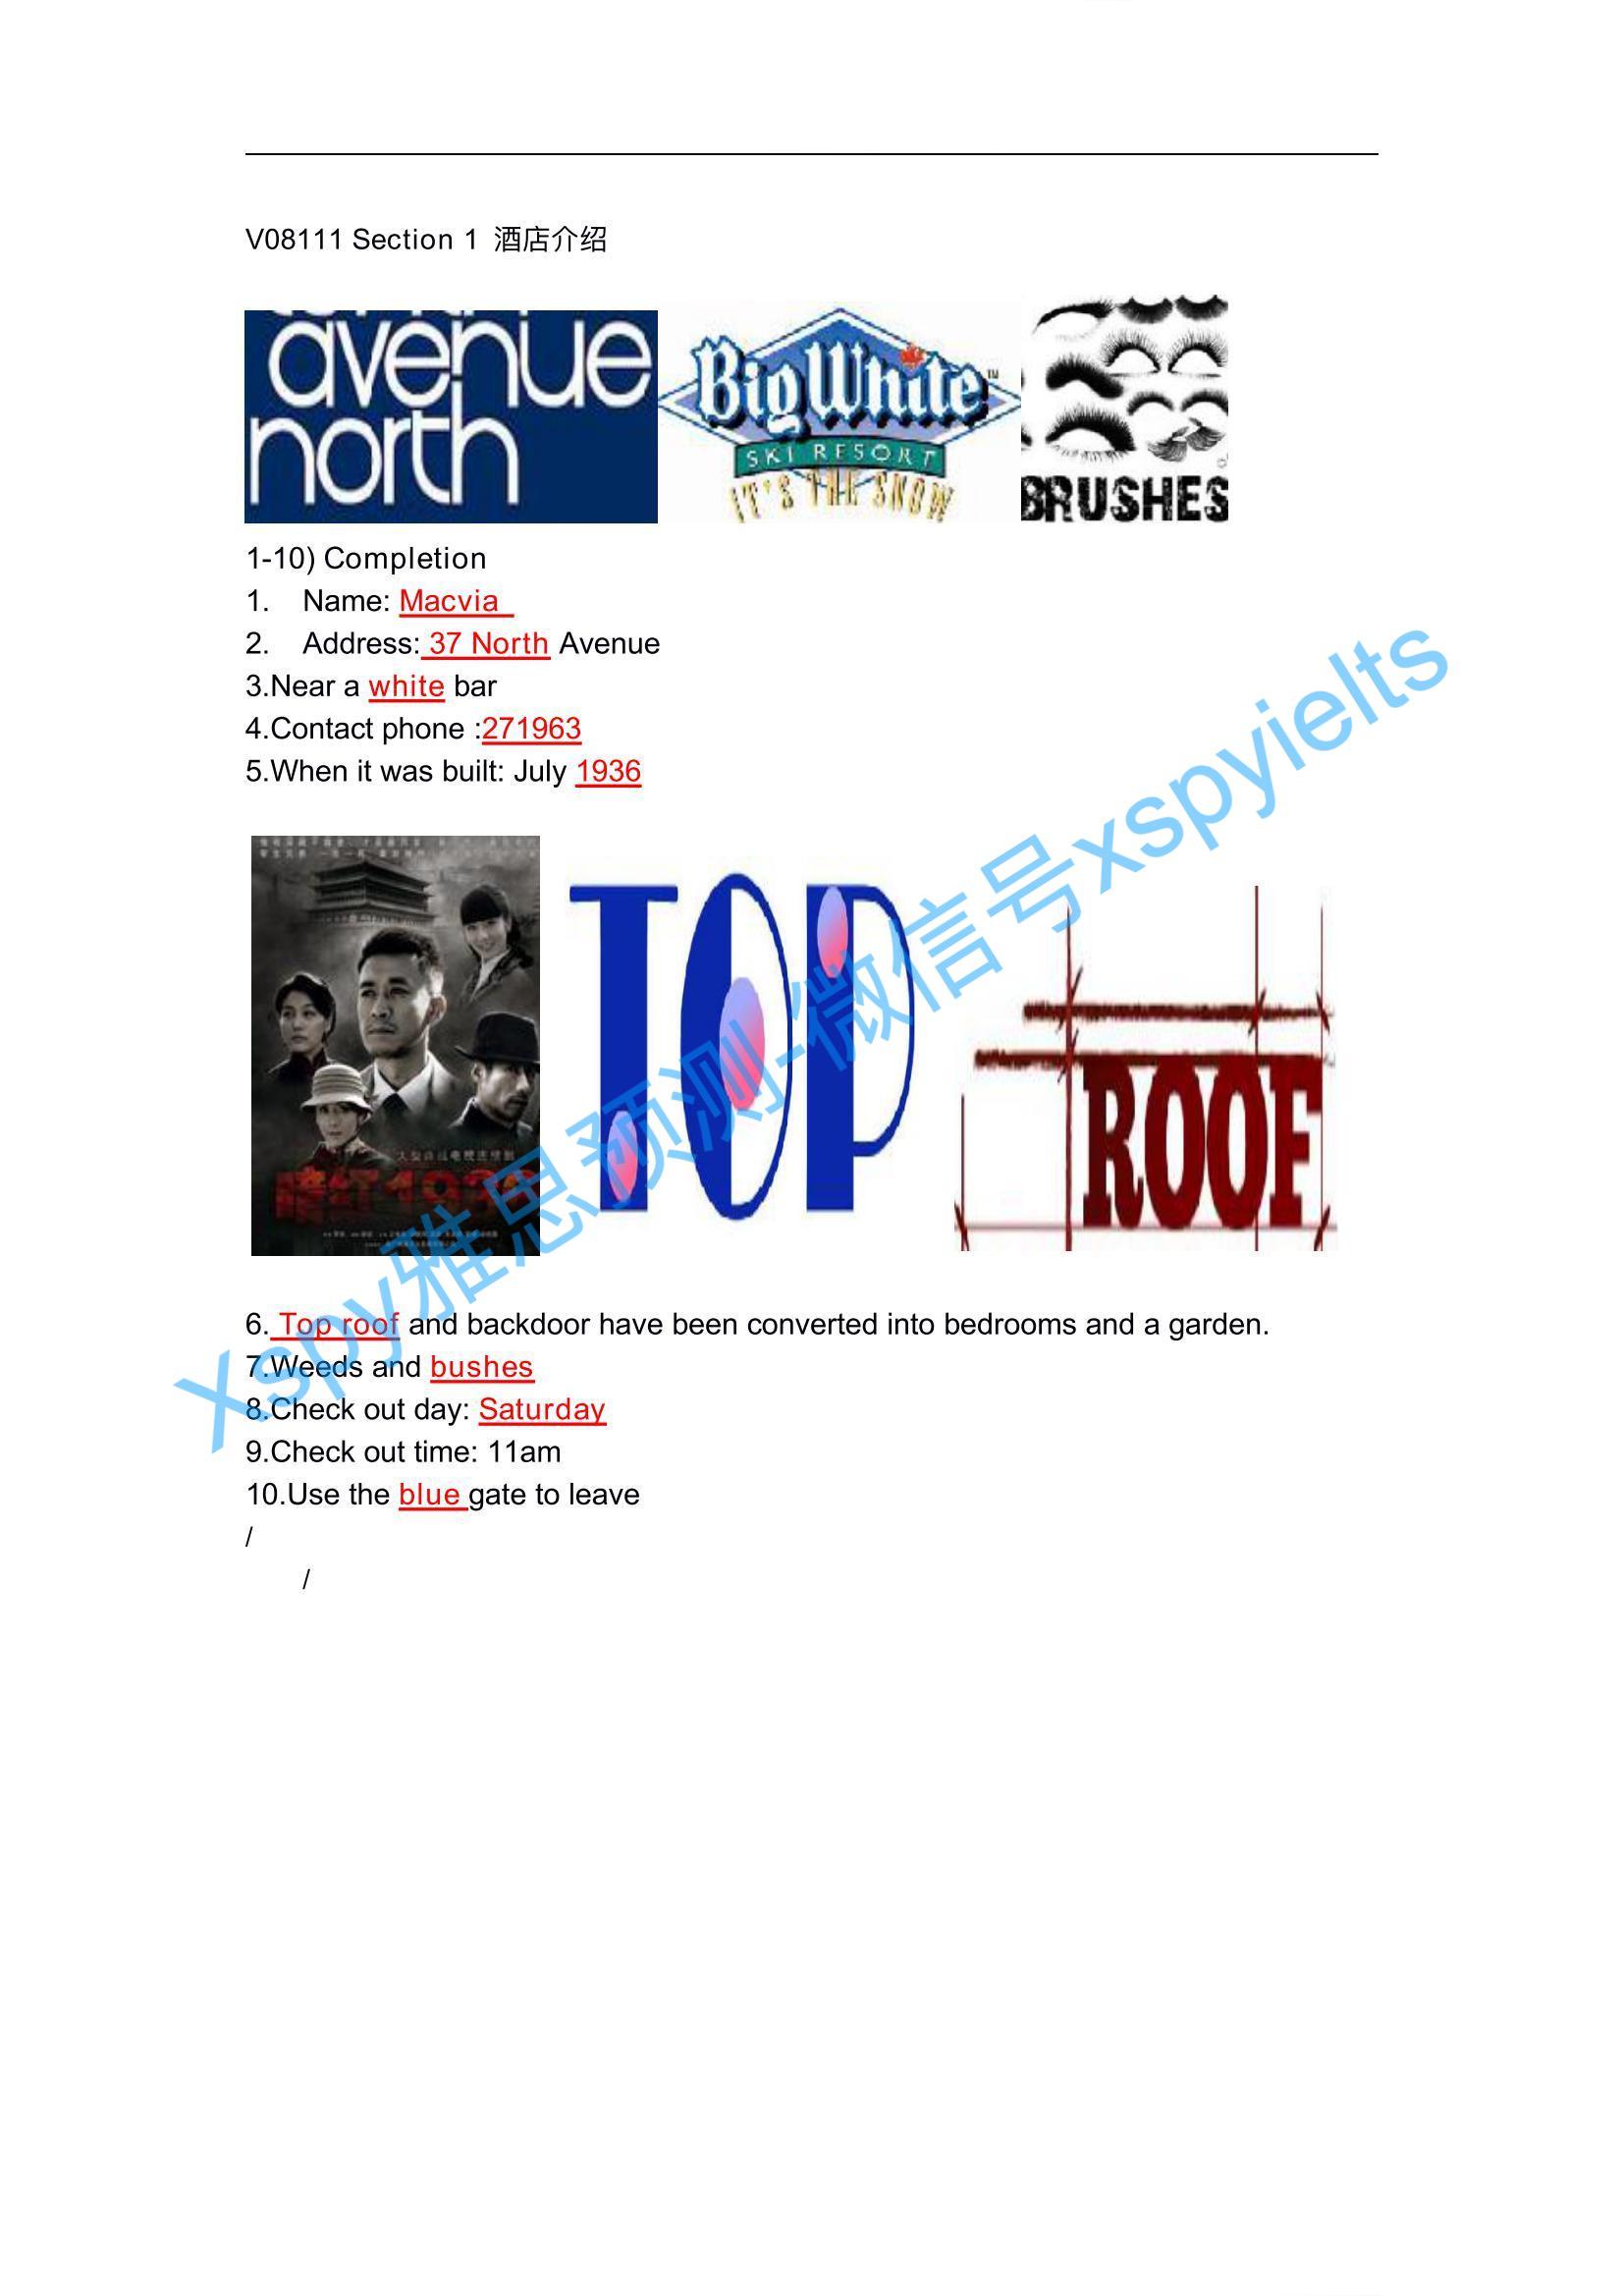 V08111 Section 1 酒店介绍
avenue
north
Big White™
SKI RESORT
IT'S THE SNOW
BRUSHES
1-10) Completion
1. Name: Macvia
2. Address: 37 North Avenue
3.Near a white bar
4.Contact phone :271963
5.When it was built: July 1936
TOP
ROOF
6. Top roof and backdoor have been converted into bedrooms and a garden.
7.Weeds and bushes
8.Check out day: Saturday
9.Check out time: 11am
10.Use the blue gate to leave
/
/
Xspy雅思预测-微信号xspyielts